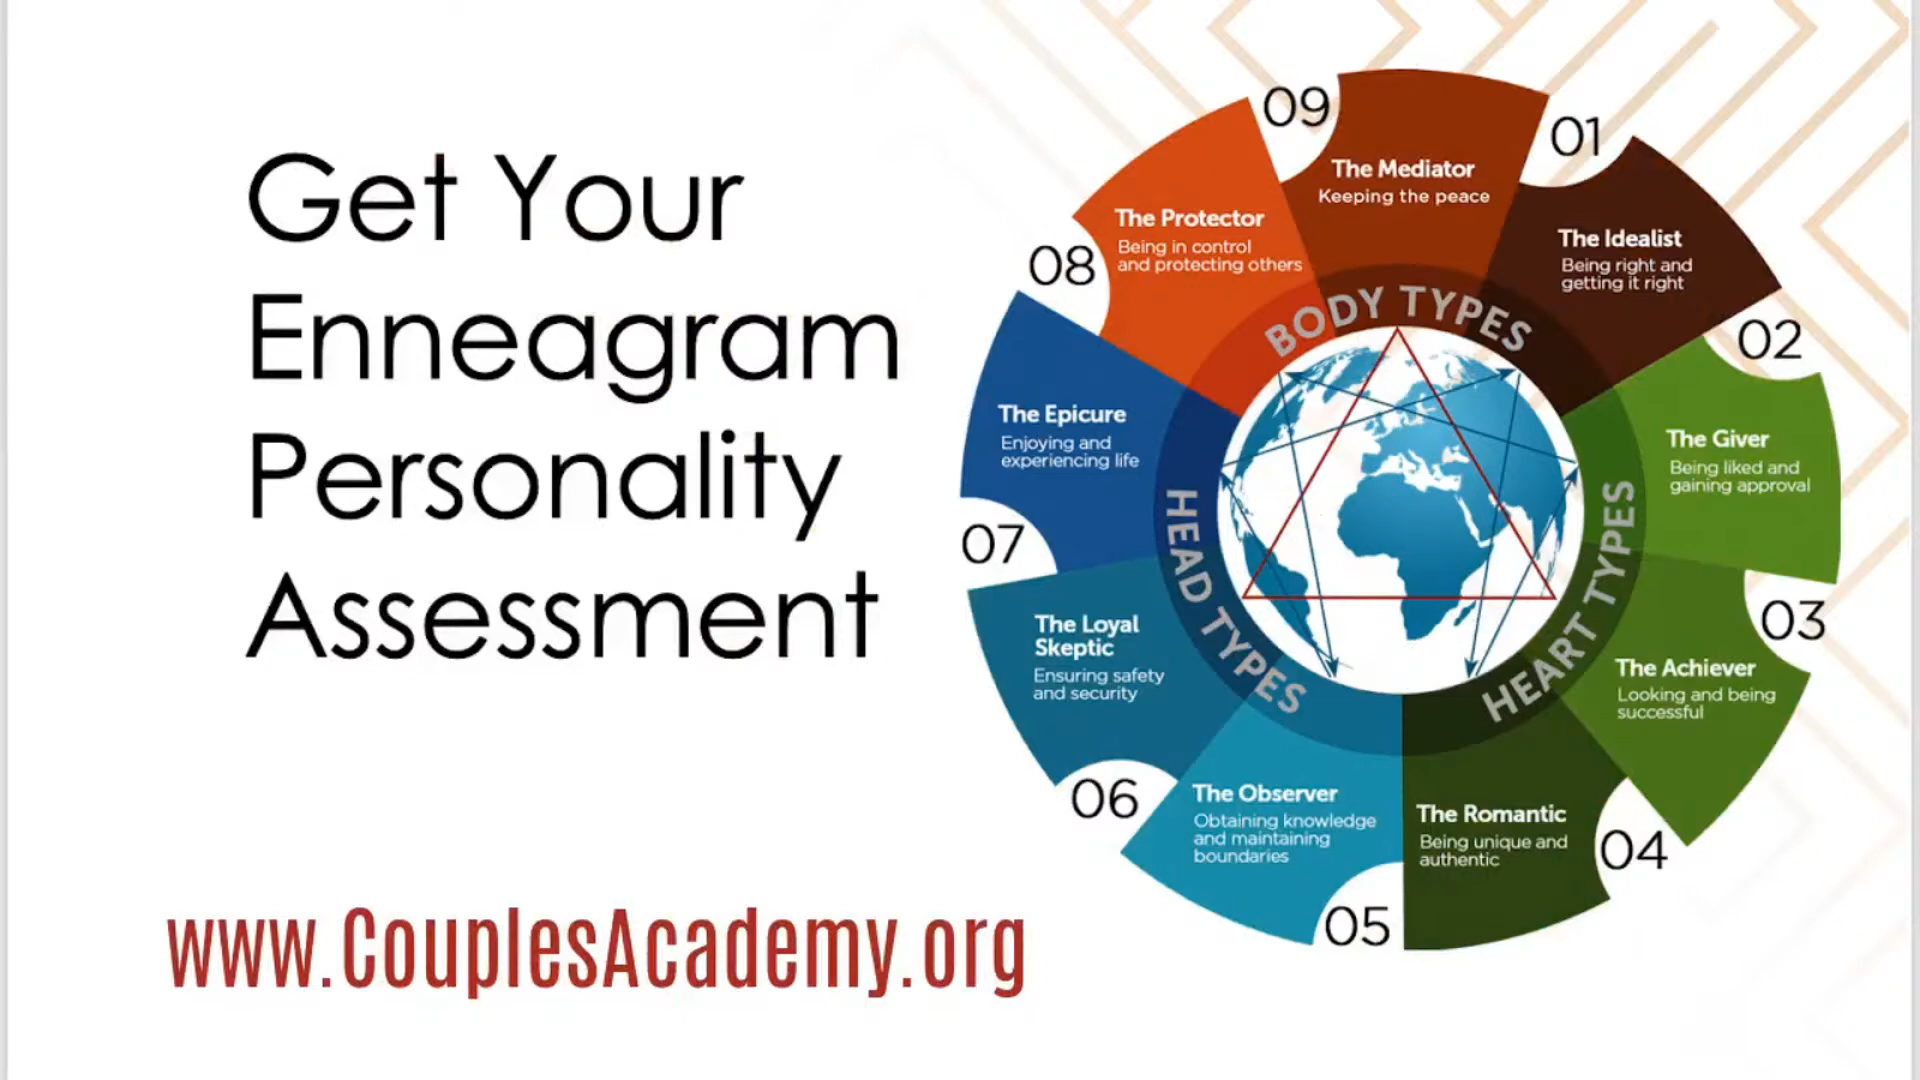 Get Your
Enneagram
Personality
Assessment
www.CouplesAcademy.org
09
The Mediator
Keeping the peace
01
The Idealist
Being right and
getting it right
02
The Giver
Being liked and
gaining approval
03
The Achiever
Looking and being
successful
04
The Romantic
Being unique and
authentic
05
The Observer
Obtaining knowledge
and maintaining
boundaries
06
The Loyal
Skeptic
Ensuring safety
and security
07
The Epicure
Enjoying and
experiencing life
08
The Protector
Being in control
and protecting others
BODY TYPES
HEART TYPES
HEAD TYPES